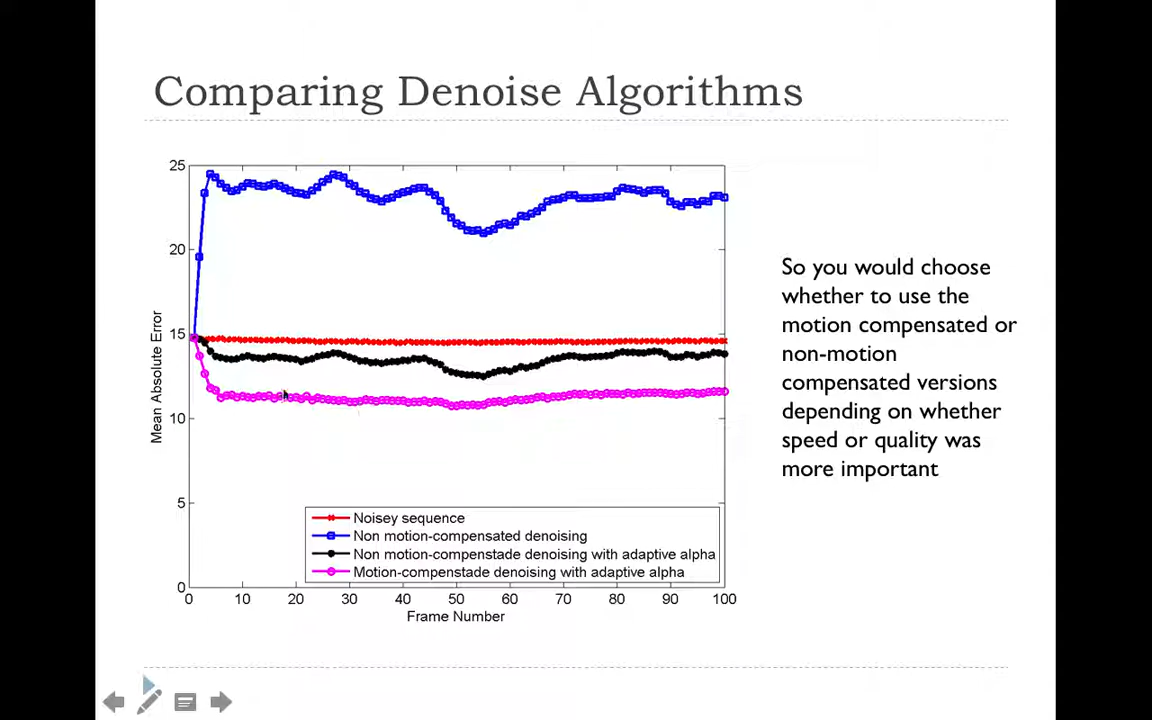 Comparing Denoise Algorithms
25
20
15
10
5
0
Mean Absolute Error
0 10 20 30 40 50 60 70 80 90 100
Frame Number
Noisey sequence
Non motion-compensated denoising
Non motion-compenstade denoising with adaptive alpha
Motion-compenstade denoising with adaptive alpha
So you would choose
whether to use the
motion compensated or
non-motion
compensated versions
depending on whether
speed or quality was
more important